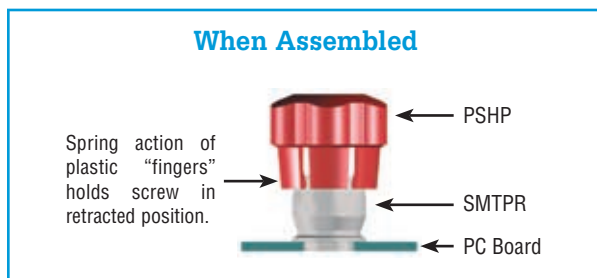 When Assembled
PSHP
Spring action of
plastic “fingers”
holds screw in
retracted position.
SMTPR
PC Board